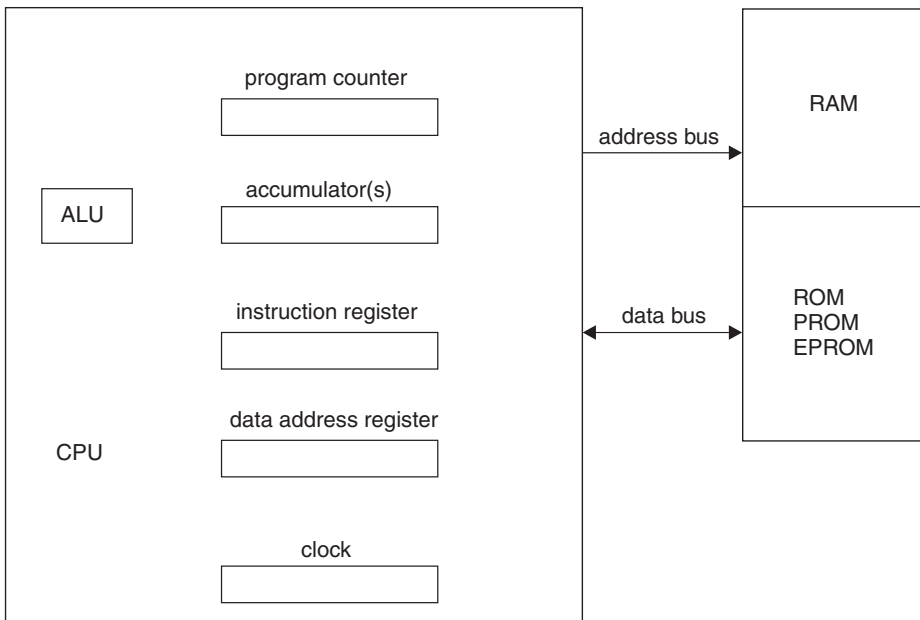 program counter
RAM
address bus
accumulator(s)
ALU
instruction register
data bus
ROM
PROM
EPROM
data address register
CPU
clock